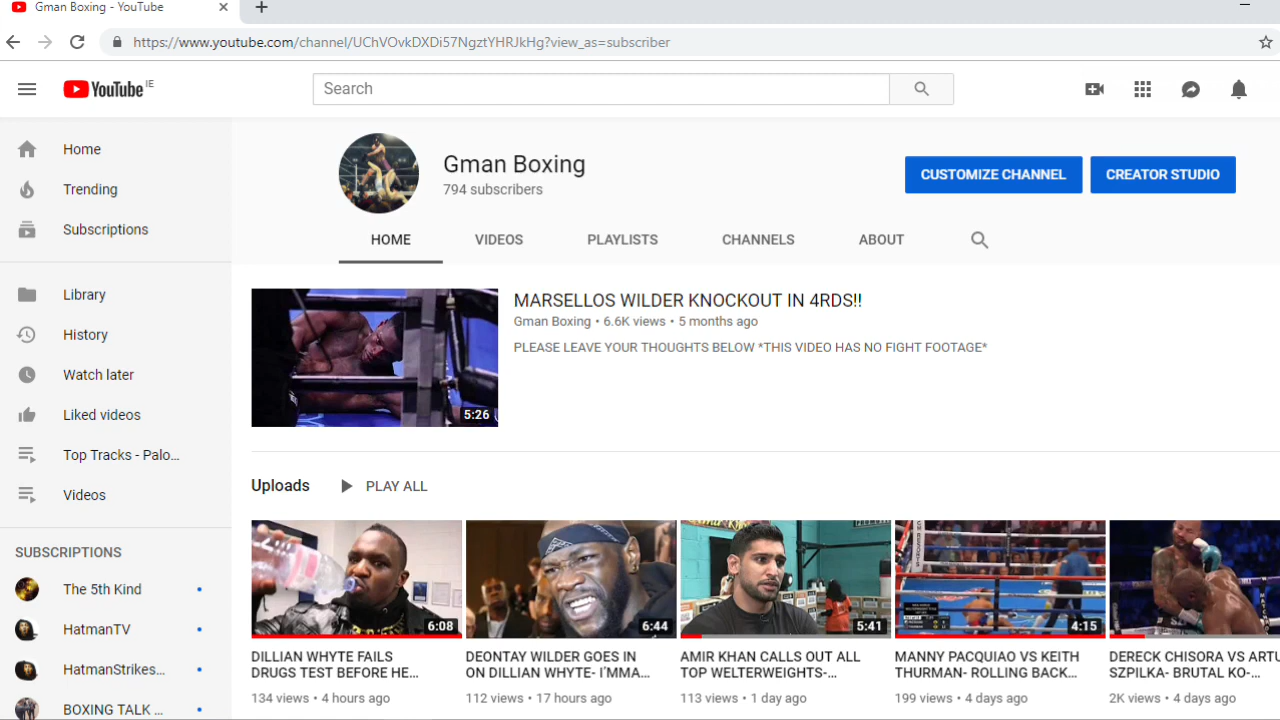 Gman Boxing - YouTube
https://www.youtube.com/channel/UChVOvkDXDi57NgztYHRJkHg?view_as=subscriber
YouTube IE
Search
Home
Trending
Subscriptions
Library
History
Watch later
Liked videos
Top Tracks - Palo...
Videos
SUBSCRIPTIONS
The 5th Kind
HatmanTV
HatmanStrikes...
BOXING TALK ...
Gman Boxing
794 subscribers
CUSTOMIZE CHANNEL
CREATOR STUDIO
HOME VIDEOS PLAYLISTS CHANNELS ABOUT
5:26
MARSELLOS WILDER KNOCKOUT IN 4RDS!!
Gman Boxing • 6.6K views • 5 months ago
PLEASE LEAVE YOUR THOUGHTS BELOW *THIS VIDEO HAS NO FIGHT FOOTAGE*
Uploads
PLAY ALL
6:08
DILLIAN WHYTE FAILS
DRUGS TEST BEFORE HE...
134 views • 4 hours ago
6:44
DEONTAY WILDER GOES IN
ON DILLIAN WHYTE- I'MMA...
112 views • 17 hours ago
5:41
AMIR KHAN CALLS OUT ALL
TOP WELTERWEIGHTS-...
113 views • 1 day ago
4:15
MANNY PACQUIAO VS KEITH
THURMAN- ROLLING BACK...
199 views • 4 days ago
DERECK CHISORA VS ARTU
SZPILKA- BRUTAL KO-...
2K views • 4 days ago